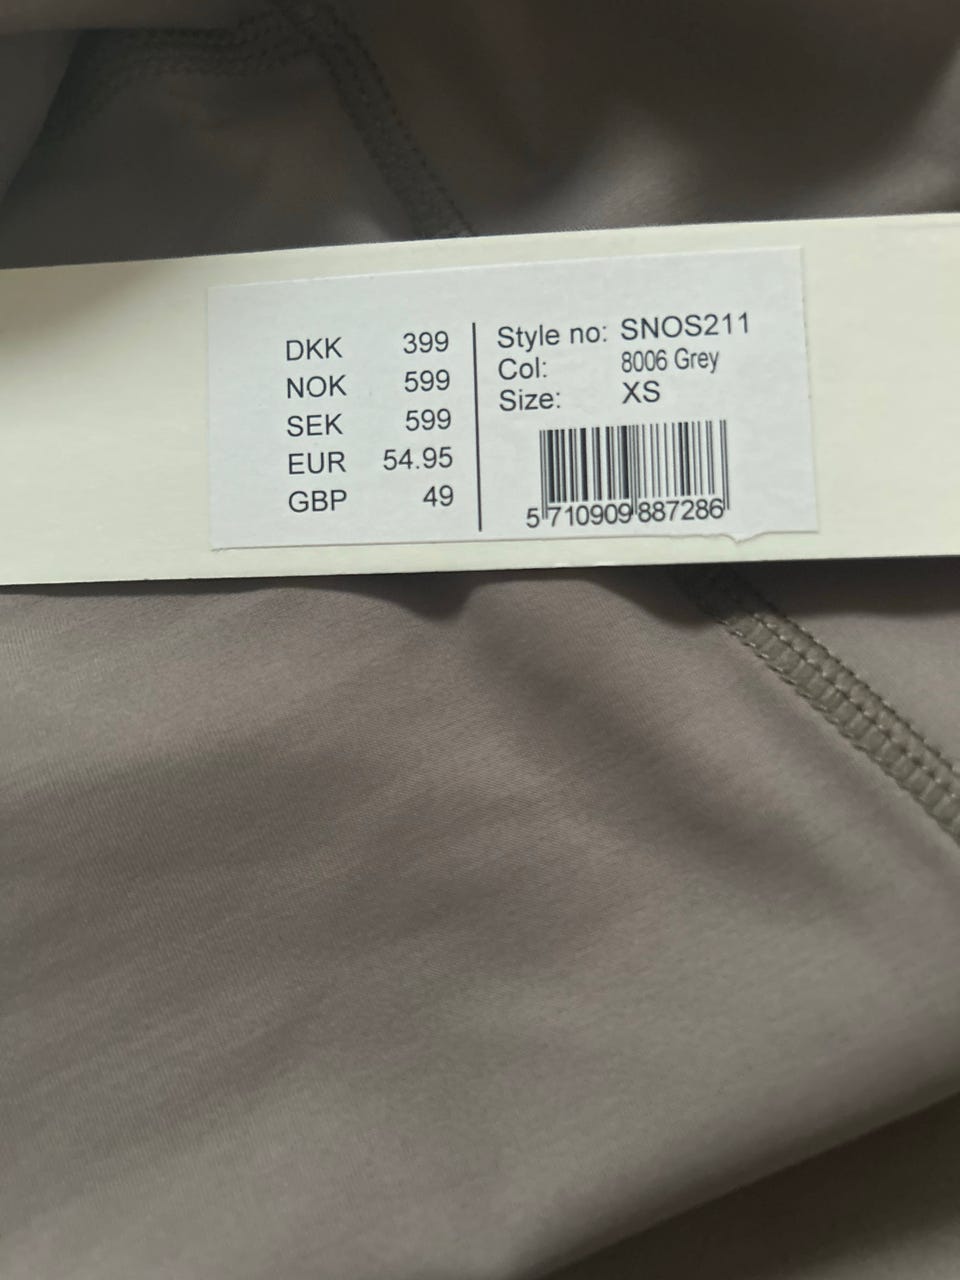 DKK 399
NOK 599
SEK 599
EUR 54.95
GBP 49
Style no: SNOS211
Col: 8006 Grey
Size: XS
5 710909 887286